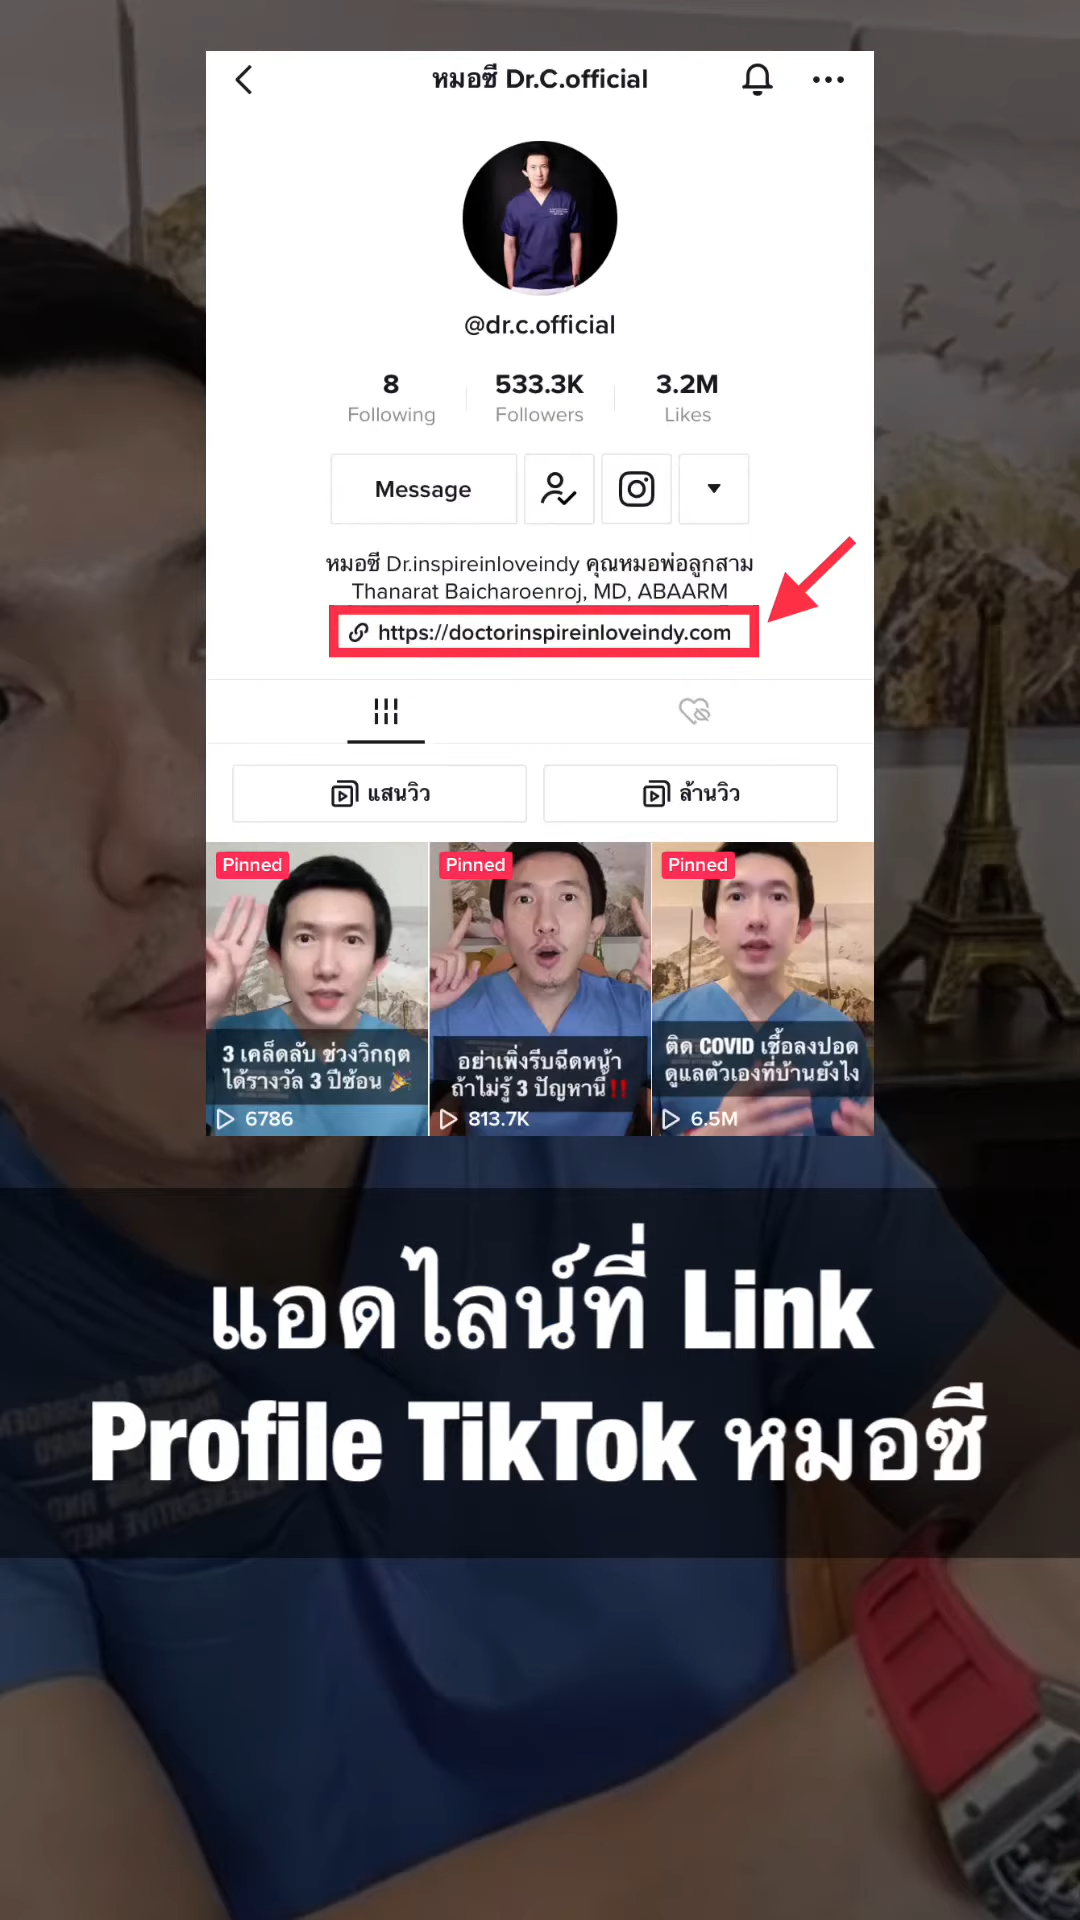 หมอซี Dr.C.official
@dr.c.official
8
Following
533.3K
Followers
3.2M
Likes
Message
หมอซี Dr.inspireinloveindy คุณหมอพ่อลูกสาม
Thanarat Baicharoenroj, MD, ABAARM
https://doctorinspireinloveindy.com
แสนวิว
ล้านวิว
Pinned
3 เคล็ดลับ ช่วงวิกฤต
ได้รางวัล 3 ปีซ้อน 🎉
6786
Pinned
อย่าเพิ่งรีบฉีดหน้า
ถ้าไม่รู้ 3 ปัญหานี้‼️
813.7K
Pinned
ติด COVID เชื้อลงปอด
ดูแลตัวเองที่บ้านยังไง
6.5M
แอดไลน์ที่ Link
Profile TikTok หมอซี